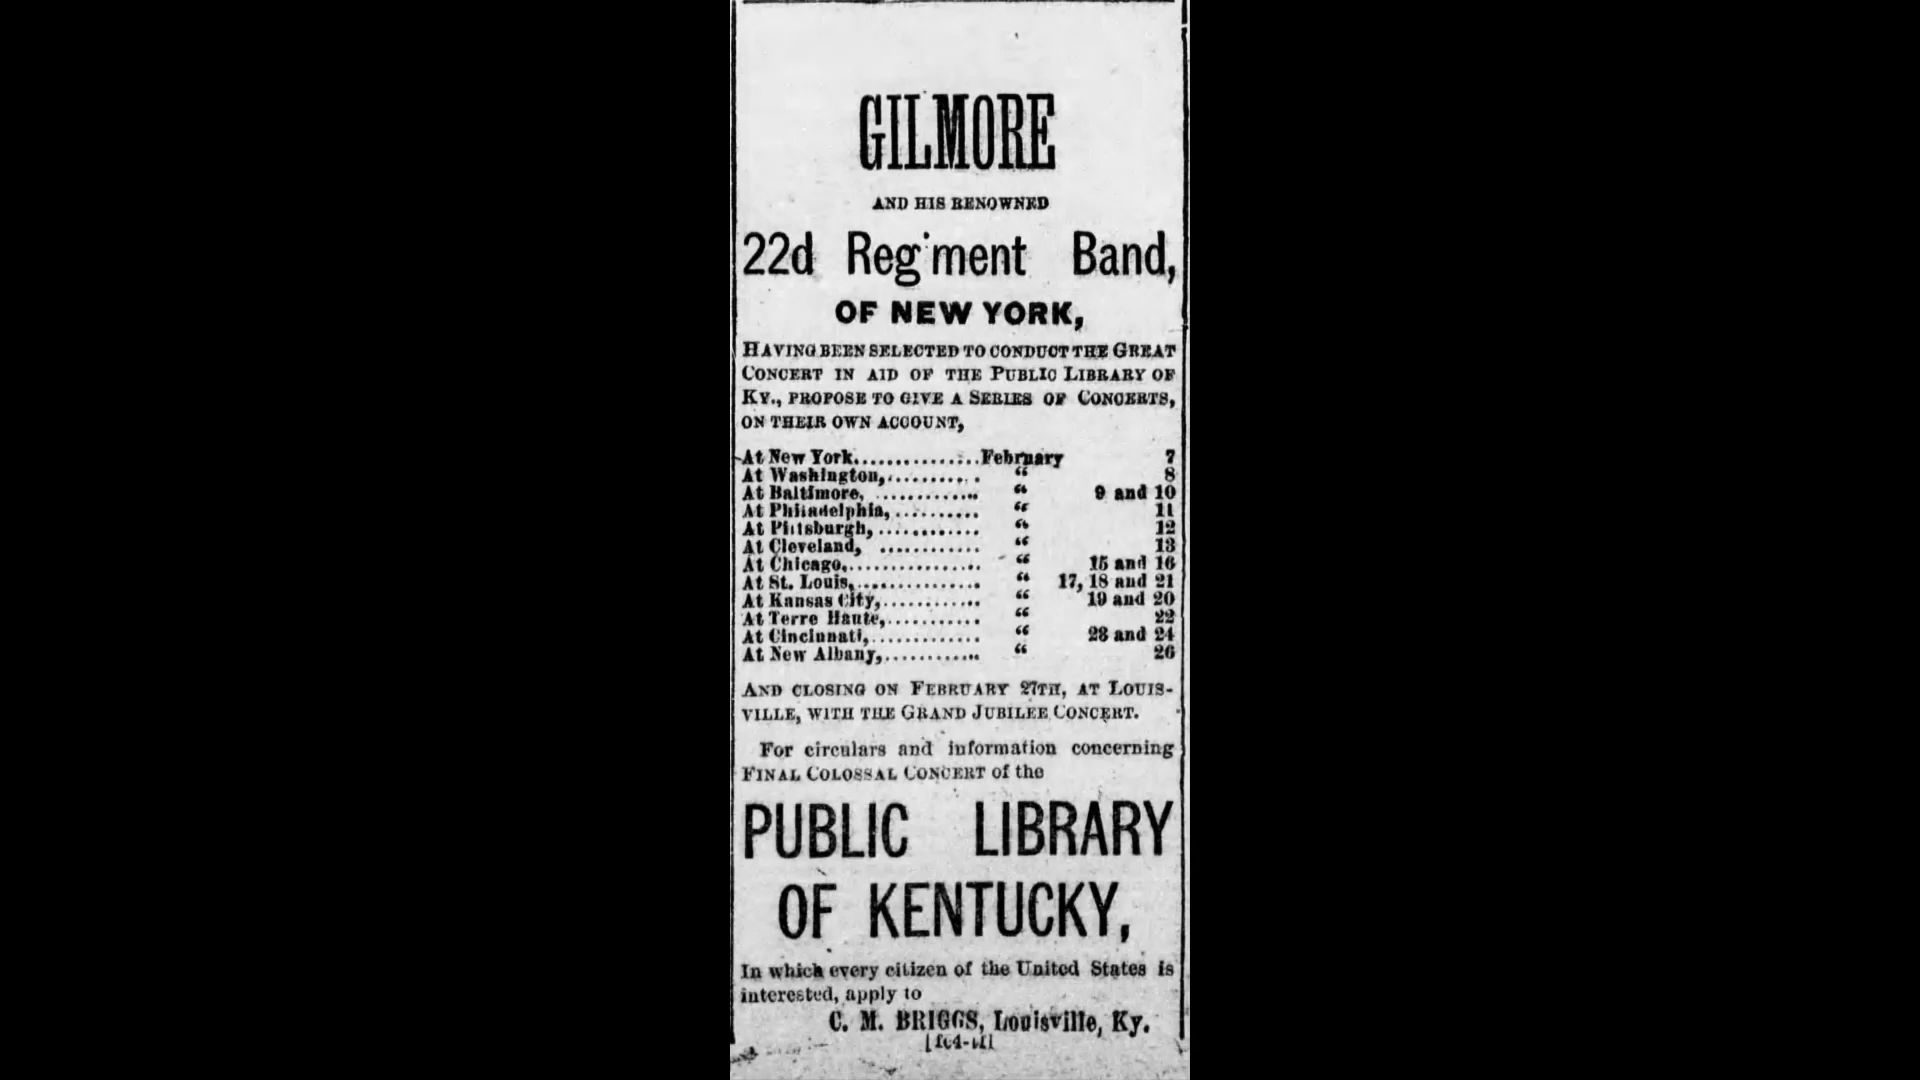 GILMORE
AND HIS RENOWNED
22d Reg'ment Band,
OF NEW YORK,
HAVING BEEN SELECTED TO CONDUCT THE GREAT
CONCERT IN AID OF THE PUBLIC LIBRARY OF
KY., PROPOSE TO GIVE A SERIES OF CONCERTS,
ON THEIR OWN ACCOUNT,
At New York...............February 7
At Washington,.......... “ 8
At Baltimore, ............ “ 9 and 10
At Philadelphia,.......... “ 11
At Pittsburgh,............ “ 12
At Cleveland, ............ “ 13
At Chicago,............... “ 15 and 16
At St. Louis,.............. “ 17, 18 and 21
At Kansas City,........... “ 19 and 20
At Terre Haute,........... “ 22
At Cincinnati,............. “ 23 and 24
At New Albany,........... “ 26
AND CLOSING ON FEBRUARY 27TH, AT LOUIS-
VILLE, WITH THE GRAND JUBILEE CONCERT.
For circulars and information concerning
FINAL COLOSSAL CONCERT of the
PUBLIC LIBRARY
OF KENTUCKY,
In which every citizen of the United States is
interested, apply to
C. M. BRIGGS, Louisville, Ky.